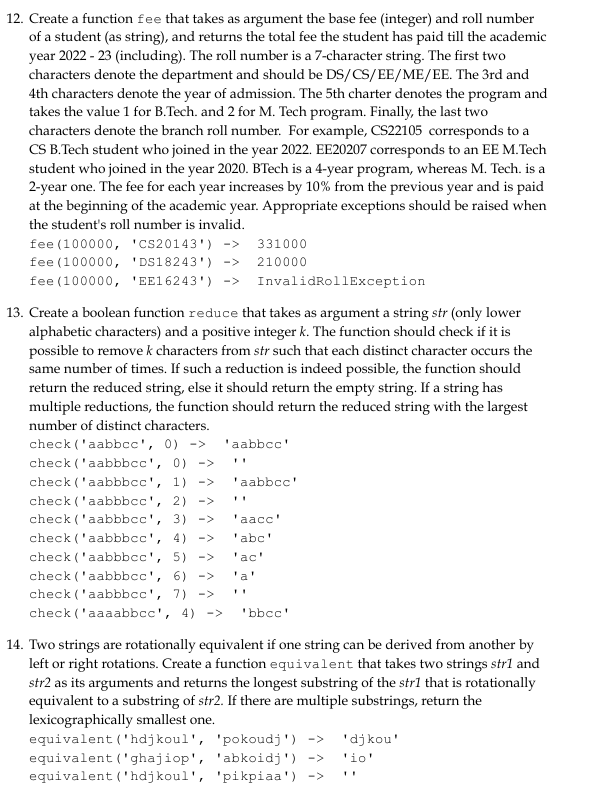 12. Create a function fee that takes as argument the base fee (integer) and roll number
of a student (as string), and returns the total fee the student has paid till the academic
year 2022 - 23 (including). The roll number is a 7-character string. The first two
characters denote the department and should be DS/CS/EE/ME/EE. The 3rd and
4th characters denote the year of admission. The 5th charter denotes the program and
takes the value 1 for B.Tech. and 2 for M. Tech program. Finally, the last two
characters denote the branch roll number. For example, CS22105 corresponds to a
CS B.Tech student who joined in the year 2022. EE20207 corresponds to an EE M.Tech
student who joined in the year 2020. BTech is a 4-year program, whereas M. Tech. is a
2-year one. The fee for each year increases by 10% from the previous year and is paid
at the beginning of the academic year. Appropriate exceptions should be raised when
the student's roll number is invalid.
fee(100000, 'CS20143') -> 331000
fee(100000, 'DS18243') -> 210000
fee(100000, 'EE16243') -> InvalidRollException
13. Create a boolean function reduce that takes as argument a string str (only lower
alphabetic characters) and a positive integer k. The function should check if it is
possible to remove k characters from str such that each distinct character occurs the
same number of times. If such a reduction is indeed possible, the function should
return the reduced string, else it should return the empty string. If a string has
multiple reductions, the function should return the reduced string with the largest
number of distinct characters.
check('aabbcc', 0) -> 'aabbcc'
check('aabbbcc', 0) -> ''
check('aabbbcc', 1) -> 'aabbcc'
check('aabbbcc', 2) -> ''
check('aabbbcc', 3) -> 'aacc'
check('aabbbcc', 4) -> 'abc'
check('aabbbcc', 5) -> 'ac'
check('aabbbcc', 6) -> 'a'
check('aabbbcc', 7) -> ''
check('aaaabbcc', 4) -> 'bbcc'
14. Two strings are rotationally equivalent if one string can be derived from another by
left or right rotations. Create a function equivalent that takes two strings str1 and
str2 as its arguments and returns the longest substring of the str1 that is rotationally
equivalent to a substring of str2. If there are multiple substrings, return the
lexicographically smallest one.
equivalent('hdjkoul', 'pokoudj') -> 'djkou'
equivalent('ghajiop', 'abkoidj') -> 'io'
equivalent('hdjkoul', 'pikpiaa') -> ''